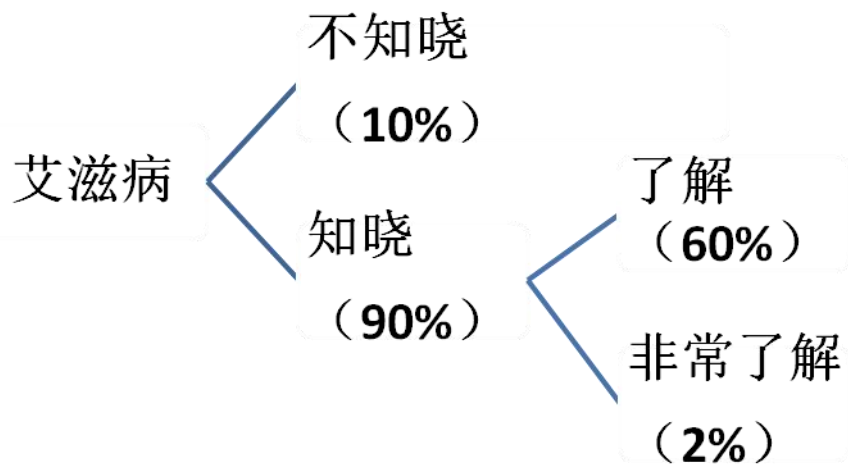 不知晓
（10%）
艾滋病
知晓
（90%）
了解
（60%）
非常了解
（2%）